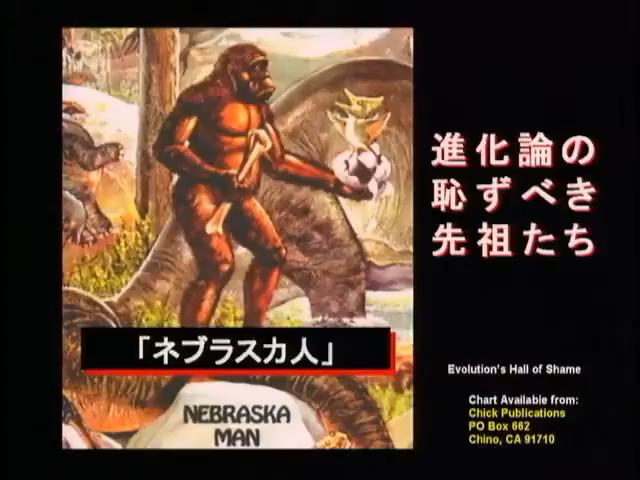 進化論の
恥ずべき
先祖たち
「ネブラスカ人」
NEBRASKA
MAN
Evolution's Hall of Shame
Chart Available from:
Chick Publications
PO Box 662
Chino, CA 91710